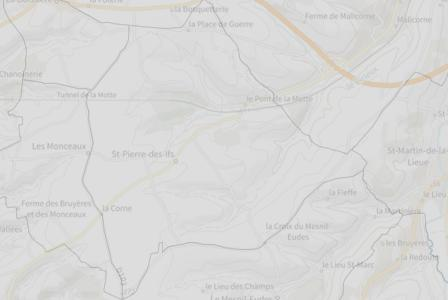 la Bouquetterie
la Place de Guerre
Ferme de Malicorne
Malicorne
Chanoinerie
Tunnel de la Motte
le Pont de la Motte
Les Monceaux
St-Pierre-des-Ifs
St-Martin-de-la-
Lieue
la Fieffe
Ferme des Bruyères
et des Monceaux
la Corne
la Croix du Mesnil
Eudes
les Bruyères
la Redoute
le Lieu St-Marc
le Lieu des Champs